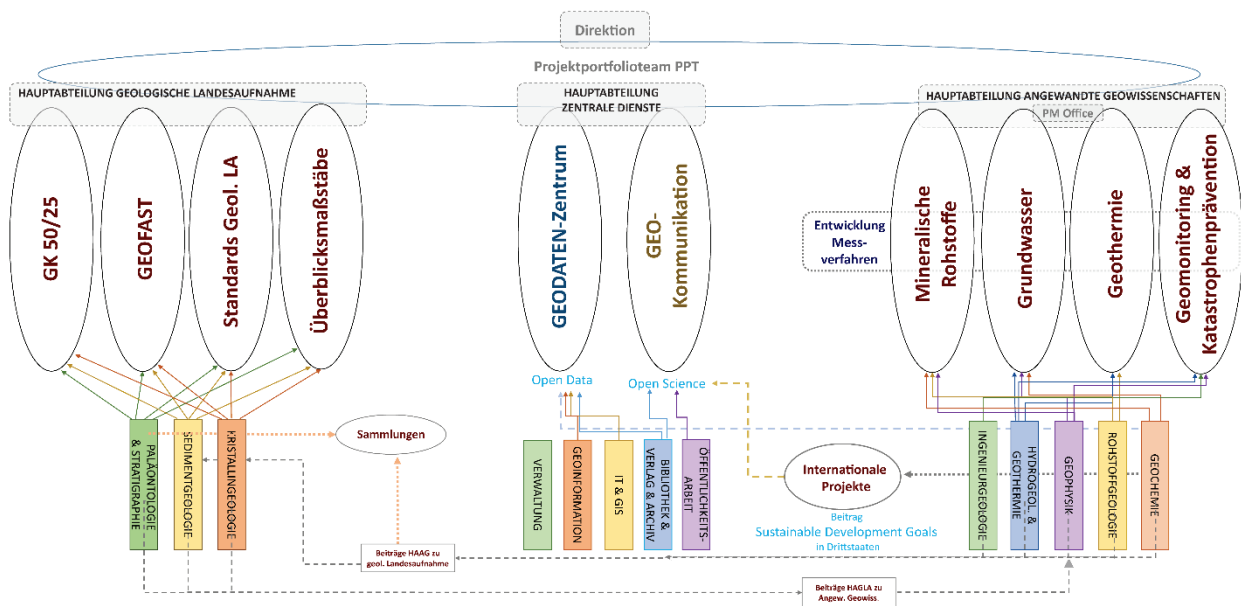 Direktion
Projektportfolioteam PPT
HAUPTABTEILUNG GEOLOGISCHE LANDESAUFNAHME
HAUPTABTEILUNG
ZENTRALE DIENSTE
HAUPTABTEILUNG ANGEWANDTE GEOWISSENSCHAFTEN
PM Office
GK 50/25
GEOFAST
Standards Geol. LA
Überblicksmaßstäbe
GEODATEN-Zentrum
GEO-
Kommunikation
Entwicklung
Mess-
verfahren
Mineralische
Rohstoffe
Grundwasser
Geothermie
Geomonitoring &
Katastrophenprävention
Open Data
Open Science
PALÄONTOLOGIE
& STRATIGRAPHIE
SEDIMENTGEOLOGIE
KRISTALLINGEOLOGIE
Sammlungen
VERWALTUNG
GEOINFORMATION
IT & GIS
BIBLIOTHEK &
VERLAG & ARCHIV
ÖFFENTLICHKEITS-
ARBEIT
Internationale
Projekte
Beitrag
Sustainable Development Goals
in Drittstaaten
INGENIEURGEOLOGIE
HYDROGEOL. &
GEOTHERMIE
GEOPHYSIK
ROHSTOFFGEOLOGIE
GEOCHEMIE
Beiträge HAAG zu
geol. Landesaufnahme
Beiträge HAGLA zu
Angew. Geowiss.